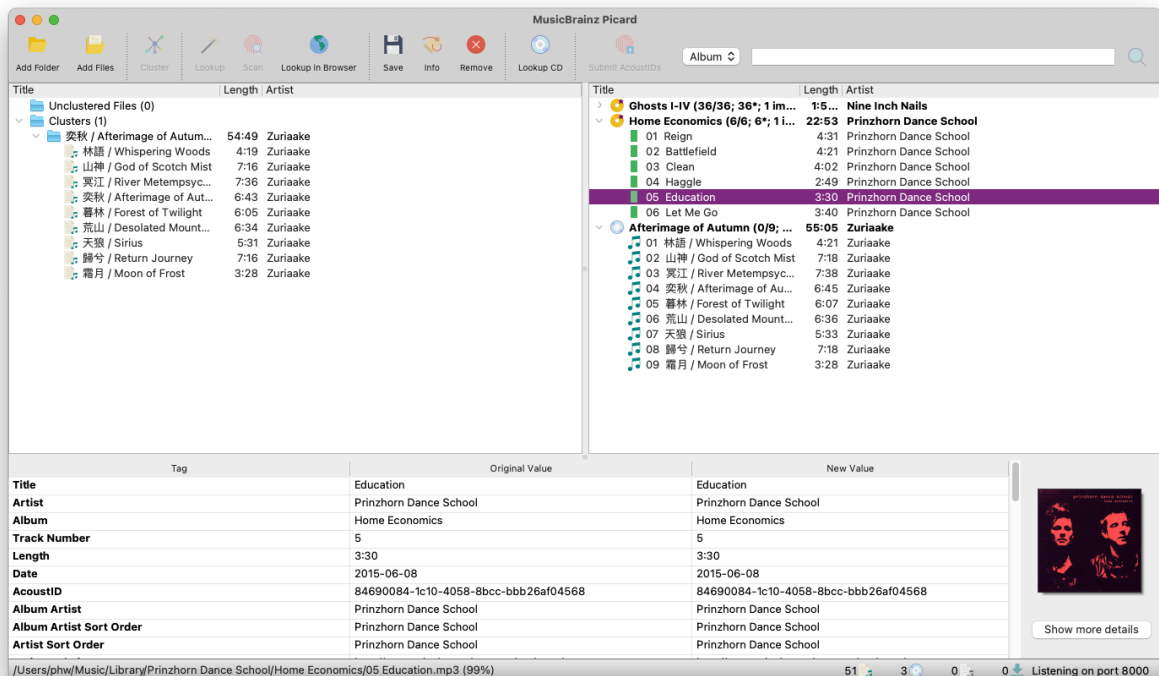 MusicBrainz Picard
Add Folder Add Files Cluster Lookup Scan Lookup in Browser Save Info Remove Lookup CD Submit AcoustIDs Album
Title Length Artist
Unclustered Files (0)
Clusters (1)
奕秋 / Afterimage of Autum... 54:49 Zuriaake
林語 / Whispering Woods 4:19 Zuriaake
山神 / God of Scotch Mist 7:16 Zuriaake
冥江 / River Metempsyc... 7:36 Zuriaake
奕秋 / Afterimage of Aut... 6:43 Zuriaake
暮林 / Forest of Twilight 6:05 Zuriaake
荒山 / Desolated Mount... 6:34 Zuriaake
天狼 / Sirius 5:31 Zuriaake
歸兮 / Return Journey 7:16 Zuriaake
霜月 / Moon of Frost 3:28 Zuriaake
Title Length Artist
Ghosts I-IV (36/36; 36*; 1 im... 1:5... Nine Inch Nails
Home Economics (6/6; 6*; 1 i... 22:53 Prinzhorn Dance School
01 Reign 4:31 Prinzhorn Dance School
02 Battlefield 4:21 Prinzhorn Dance School
03 Clean 4:02 Prinzhorn Dance School
04 Haggle 2:49 Prinzhorn Dance School
05 Education 3:30 Prinzhorn Dance School
06 Let Me Go 3:40 Prinzhorn Dance School
Afterimage of Autumn (0/9; ... 55:05 Zuriaake
01 林語 / Whispering Woods 4:21 Zuriaake
02 山神 / God of Scotch Mist 7:18 Zuriaake
03 冥江 / River Metempsyc... 7:38 Zuriaake
04 奕秋 / Afterimage of Au... 6:45 Zuriaake
05 暮林 / Forest of Twilight 6:07 Zuriaake
06 荒山 / Desolated Mount... 6:36 Zuriaake
07 天狼 / Sirius 5:33 Zuriaake
08 歸兮 / Return Journey 7:18 Zuriaake
09 霜月 / Moon of Frost 3:28 Zuriaake
Tag Original Value New Value
Title Education Education
Artist Prinzhorn Dance School Prinzhorn Dance School
Album Home Economics Home Economics
Track Number 5 5
Length 3:30 3:30
Date 2015-06-08 2015-06-08
AcoustID 84690084-1c10-4058-8bcc-bbb26af04568 84690084-1c10-4058-8bcc-bbb26af04568
Album Artist Prinzhorn Dance School Prinzhorn Dance School
Album Artist Sort Order Prinzhorn Dance School Prinzhorn Dance School
Artist Sort Order Prinzhorn Dance School Prinzhorn Dance School
prinzhorn dance school
home economics
Show more details
/Users/phw/Music/Library/Prinzhorn Dance School/Home Economics/05 Education.mp3 (99%) 51 3 0 0 Listening on port 8000